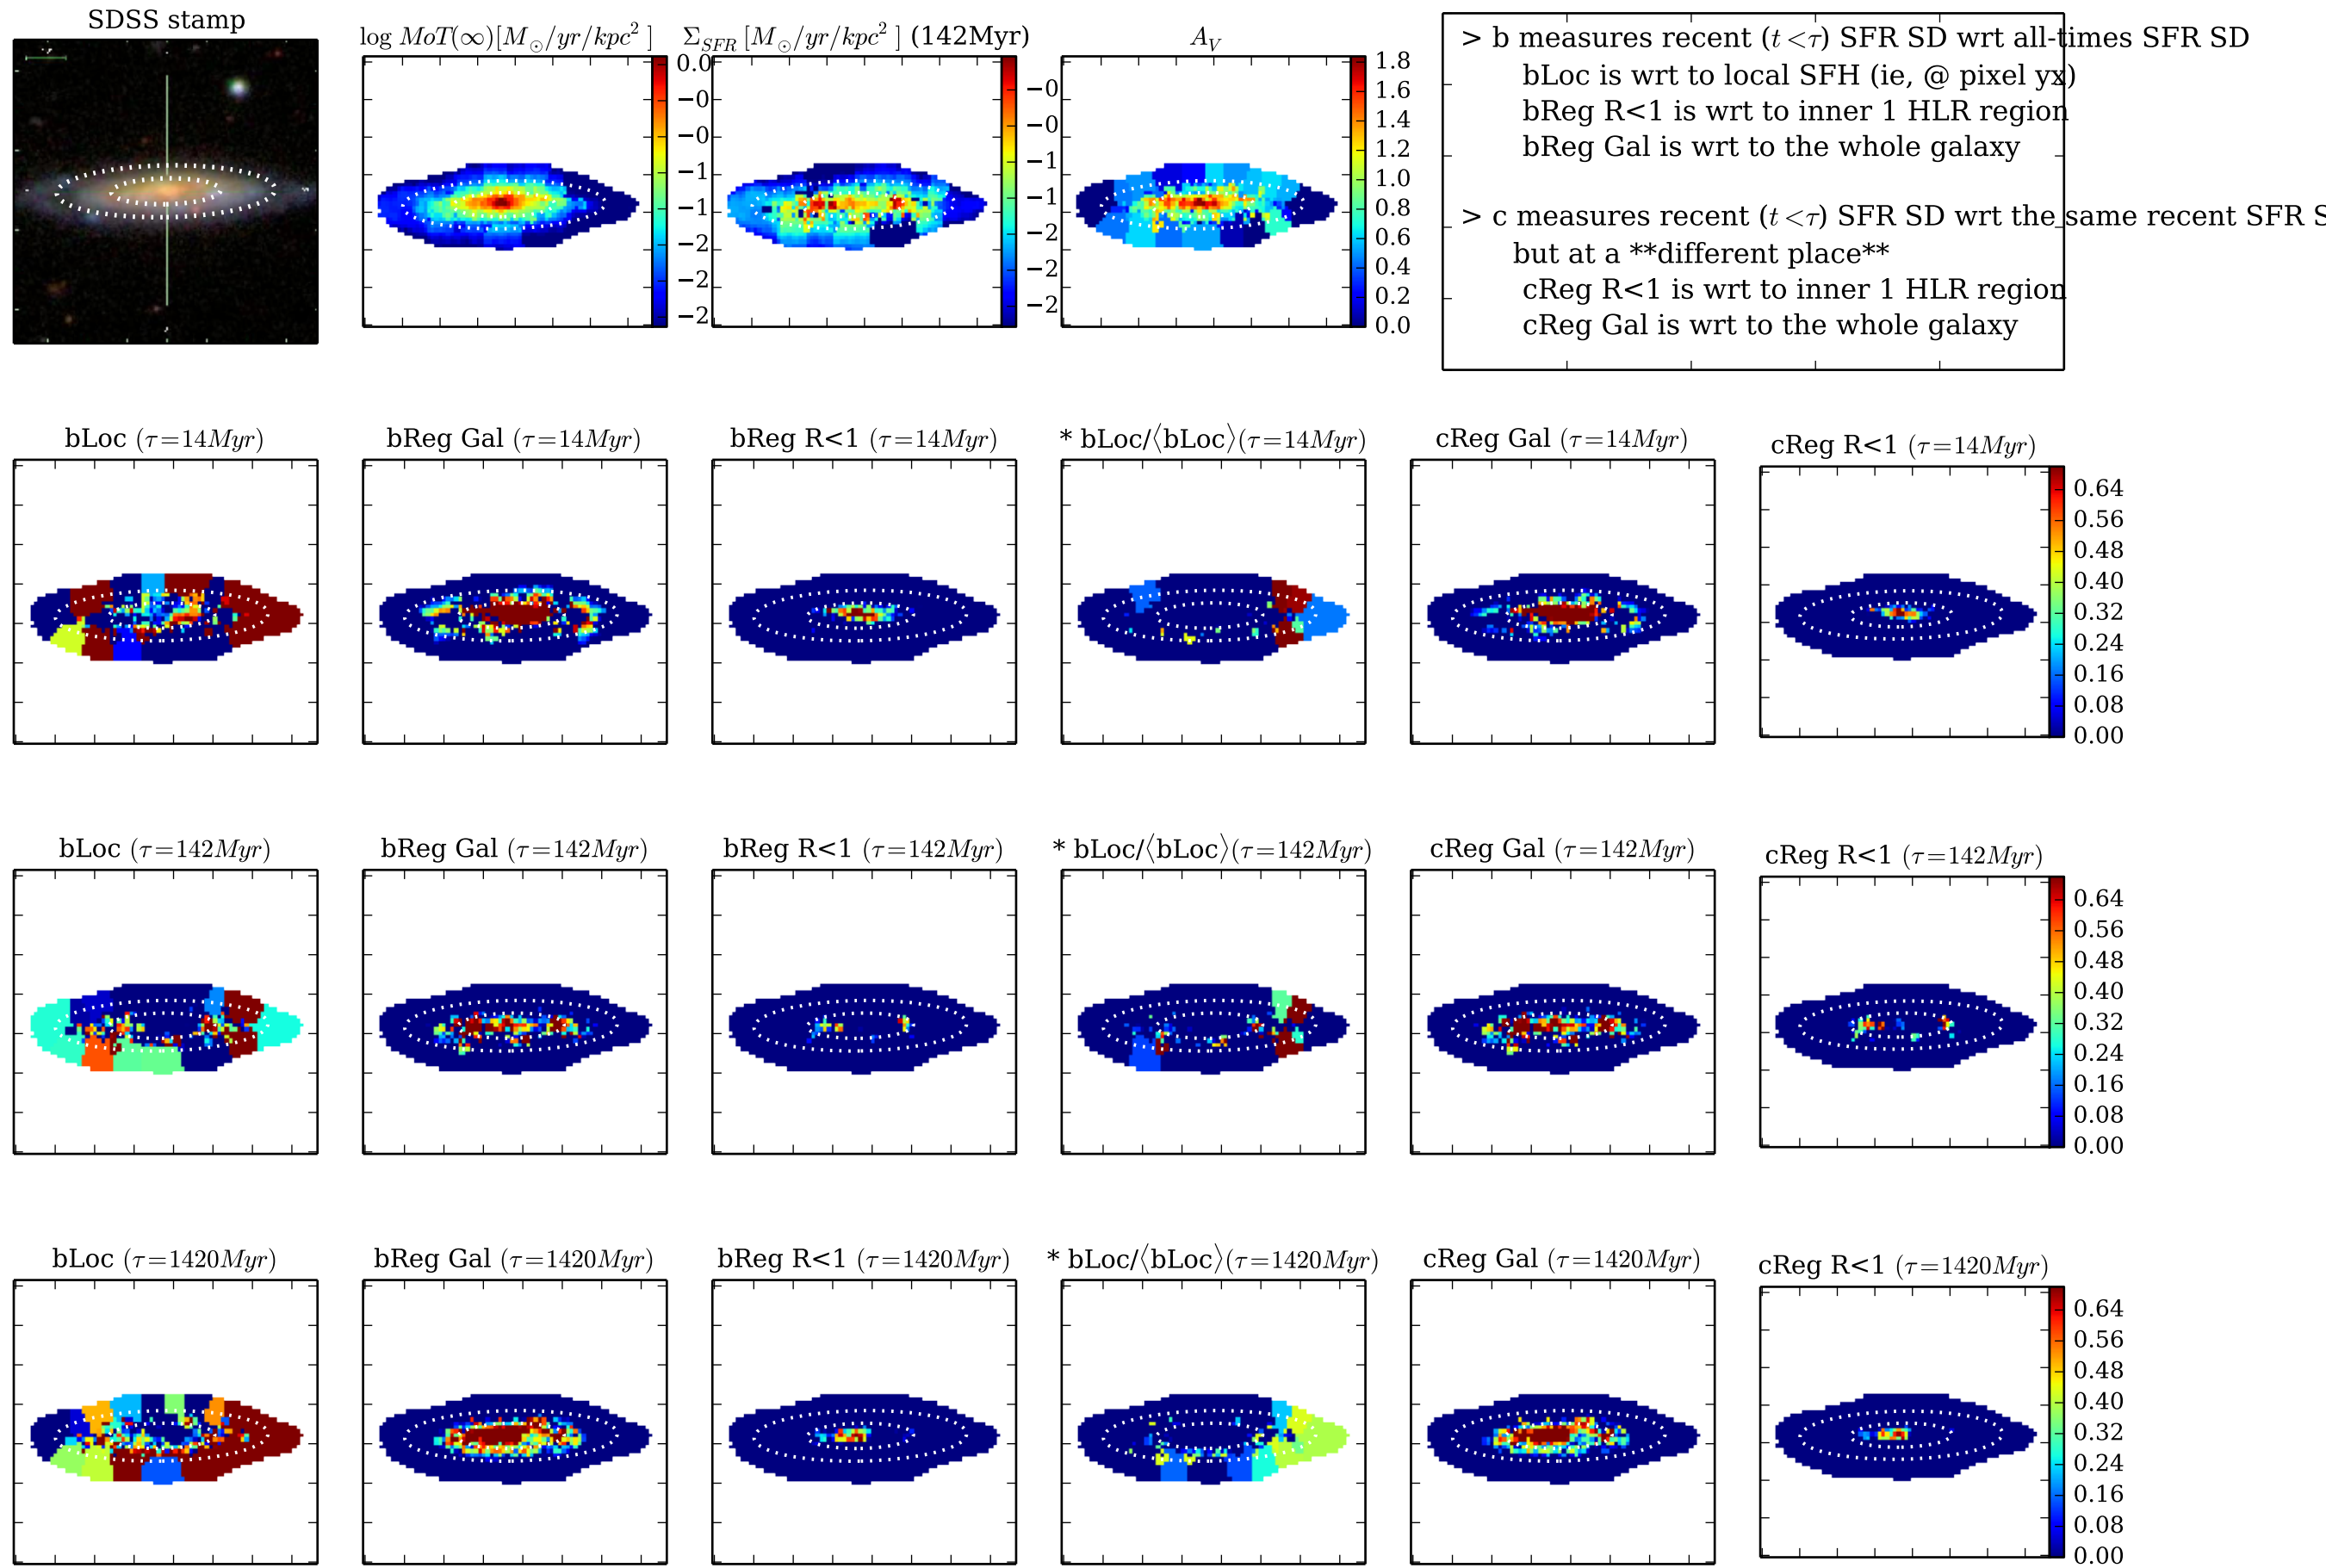 SDSS stamp
log MoT(∞)[M⊙/yr/kpc² ]
Σ_SFR [M⊙/yr/kpc² ] (142Myr)
A_V
0.0
−0
−0
−1
−1
−2
−2
−2
−0
−0
−1
−1
−2
−2
−2
1.8
1.6
1.4
1.2
1.0
0.8
0.6
0.4
0.2
0.0
> b measures recent (t<τ) SFR SD wrt all-times SFR SD
bLoc is wrt to local SFH (ie, @ pixel yx)
bReg R<1 is wrt to inner 1 HLR region
bReg Gal is wrt to the whole galaxy
> c measures recent (t<τ) SFR SD wrt the same recent SFR S
but at a **different place**
cReg R<1 is wrt to inner 1 HLR region
cReg Gal is wrt to the whole galaxy
bLoc (τ=14Myr)
bReg Gal (τ=14Myr)
bReg R<1 (τ=14Myr)
* bLoc/⟨bLoc⟩(τ=14Myr)
cReg Gal (τ=14Myr)
cReg R<1 (τ=14Myr)
0.64
0.56
0.48
0.40
0.32
0.24
0.16
0.08
0.00
bLoc (τ=142Myr)
bReg Gal (τ=142Myr)
bReg R<1 (τ=142Myr)
* bLoc/⟨bLoc⟩(τ=142Myr)
cReg Gal (τ=142Myr)
cReg R<1 (τ=142Myr)
0.64
0.56
0.48
0.40
0.32
0.24
0.16
0.08
0.00
bLoc (τ=1420Myr)
bReg Gal (τ=1420Myr)
bReg R<1 (τ=1420Myr)
* bLoc/⟨bLoc⟩(τ=1420Myr)
cReg Gal (τ=1420Myr)
cReg R<1 (τ=1420Myr)
0.64
0.56
0.48
0.40
0.32
0.24
0.16
0.08
0.00